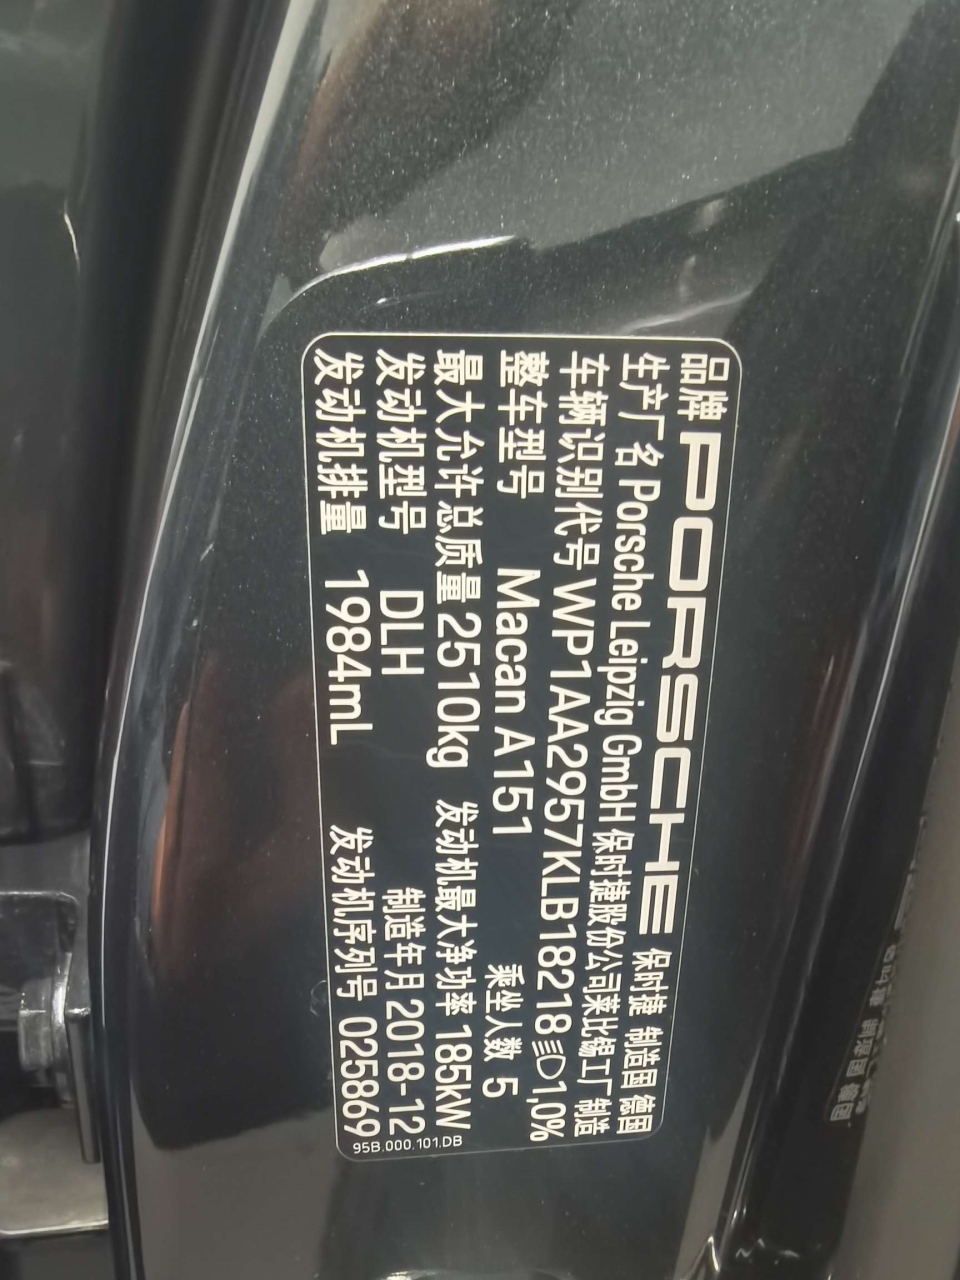 品牌 PORSCHE 保时捷 制造国 德国
生产厂名 Porsche Leipzig GmbH 保时捷股份公司莱比锡工厂制造
车辆识别代号 WP1AA2957KLB18218 1,0%
整车型号 Macan A151 乘坐人数 5
最大允许总质量 2510kg 发动机最大净功率 185kW
发动机型号 DLH 制造年月 2018-12
发动机排量 1984mL 发动机序列号 025869
95B.000.101.DB